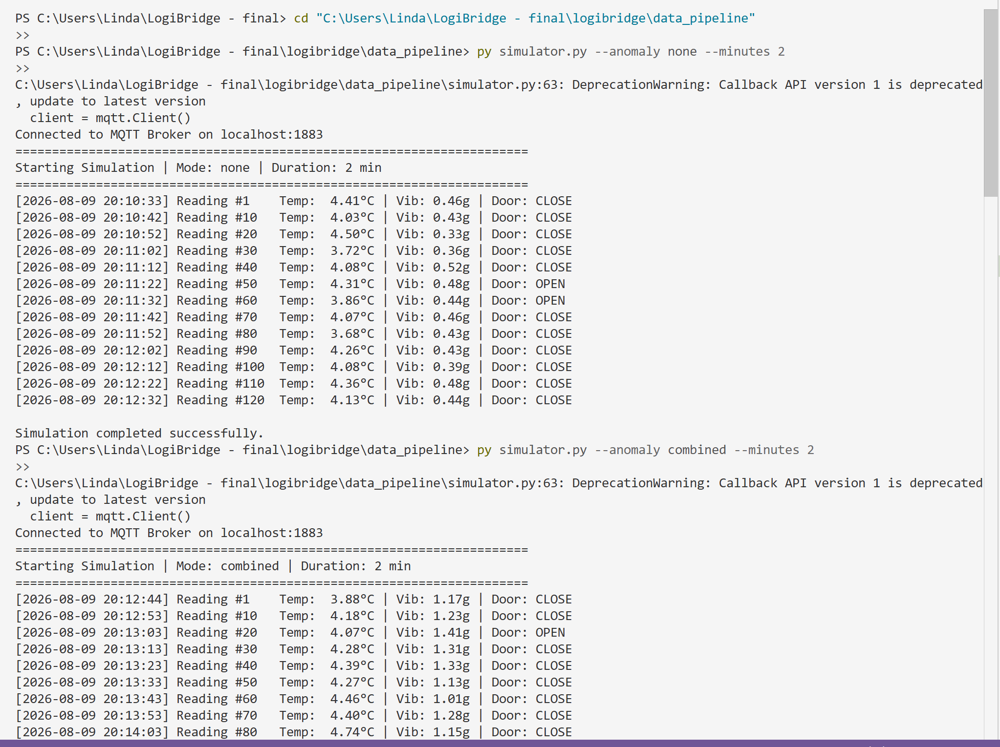 PS C:\Users\Linda\LogiBridge - final> cd "C:\Users\Linda\LogiBridge - final\logibridge\data_pipeline"
>>
PS C:\Users\Linda\LogiBridge - final\logibridge\data_pipeline> py simulator.py --anomaly none --minutes 2
>>
C:\Users\Linda\LogiBridge - final\logibridge\data_pipeline\simulator.py:63: DeprecationWarning: Callback API version 1 is deprecated
, update to latest version
  client = mqtt.Client()
Connected to MQTT Broker on localhost:1883
======================================================================
Starting Simulation | Mode: none | Duration: 2 min
======================================================================
[2026-08-09 20:10:33] Reading #1    Temp:  4.41°C | Vib: 0.46g | Door: CLOSE
[2026-08-09 20:10:42] Reading #10   Temp:  4.03°C | Vib: 0.43g | Door: CLOSE
[2026-08-09 20:10:52] Reading #20   Temp:  4.50°C | Vib: 0.33g | Door: CLOSE
[2026-08-09 20:11:02] Reading #30   Temp:  3.72°C | Vib: 0.36g | Door: CLOSE
[2026-08-09 20:11:12] Reading #40   Temp:  4.08°C | Vib: 0.52g | Door: CLOSE
[2026-08-09 20:11:22] Reading #50   Temp:  4.31°C | Vib: 0.48g | Door: OPEN
[2026-08-09 20:11:32] Reading #60   Temp:  3.86°C | Vib: 0.44g | Door: OPEN
[2026-08-09 20:11:42] Reading #70   Temp:  4.07°C | Vib: 0.46g | Door: CLOSE
[2026-08-09 20:11:52] Reading #80   Temp:  3.68°C | Vib: 0.43g | Door: CLOSE
[2026-08-09 20:12:02] Reading #90   Temp:  4.26°C | Vib: 0.43g | Door: CLOSE
[2026-08-09 20:12:12] Reading #100  Temp:  4.08°C | Vib: 0.39g | Door: CLOSE
[2026-08-09 20:12:22] Reading #110  Temp:  4.36°C | Vib: 0.48g | Door: CLOSE
[2026-08-09 20:12:32] Reading #120  Temp:  4.13°C | Vib: 0.44g | Door: CLOSE
Simulation completed successfully.
PS C:\Users\Linda\LogiBridge - final\logibridge\data_pipeline> py simulator.py --anomaly combined --minutes 2
>>
C:\Users\Linda\LogiBridge - final\logibridge\data_pipeline\simulator.py:63: DeprecationWarning: Callback API version 1 is deprecated
, update to latest version
  client = mqtt.Client()
Connected to MQTT Broker on localhost:1883
======================================================================
Starting Simulation | Mode: combined | Duration: 2 min
======================================================================
[2026-08-09 20:12:44] Reading #1    Temp:  3.88°C | Vib: 1.17g | Door: CLOSE
[2026-08-09 20:12:53] Reading #10   Temp:  4.18°C | Vib: 1.23g | Door: CLOSE
[2026-08-09 20:13:03] Reading #20   Temp:  4.07°C | Vib: 1.41g | Door: OPEN
[2026-08-09 20:13:13] Reading #30   Temp:  4.28°C | Vib: 1.31g | Door: CLOSE
[2026-08-09 20:13:23] Reading #40   Temp:  4.39°C | Vib: 1.33g | Door: CLOSE
[2026-08-09 20:13:33] Reading #50   Temp:  4.27°C | Vib: 1.13g | Door: CLOSE
[2026-08-09 20:13:43] Reading #60   Temp:  4.46°C | Vib: 1.01g | Door: CLOSE
[2026-08-09 20:13:53] Reading #70   Temp:  4.40°C | Vib: 1.28g | Door: CLOSE
[2026-08-09 20:14:03] Reading #80   Temp:  4.74°C | Vib: 1.15g | Door: CLOSE